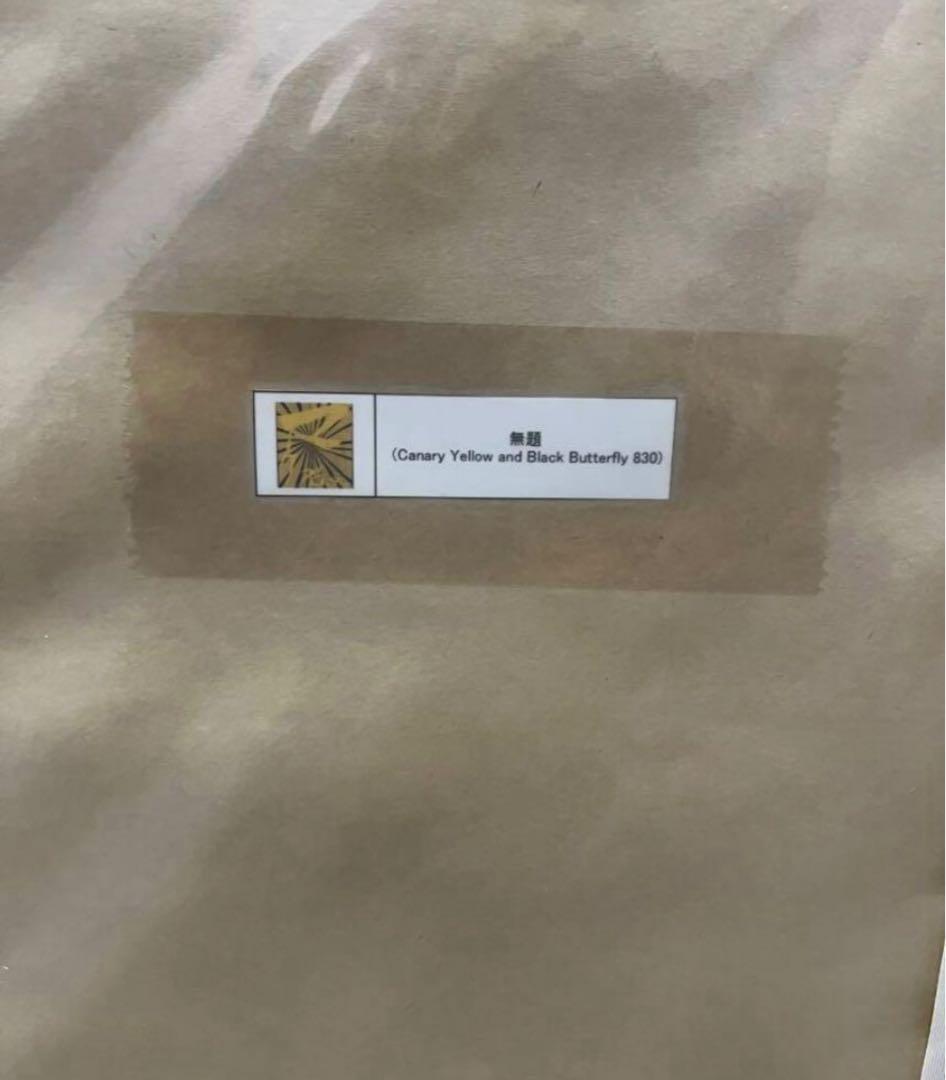 無題
(Canary Yellow and Black Butterfly 830)